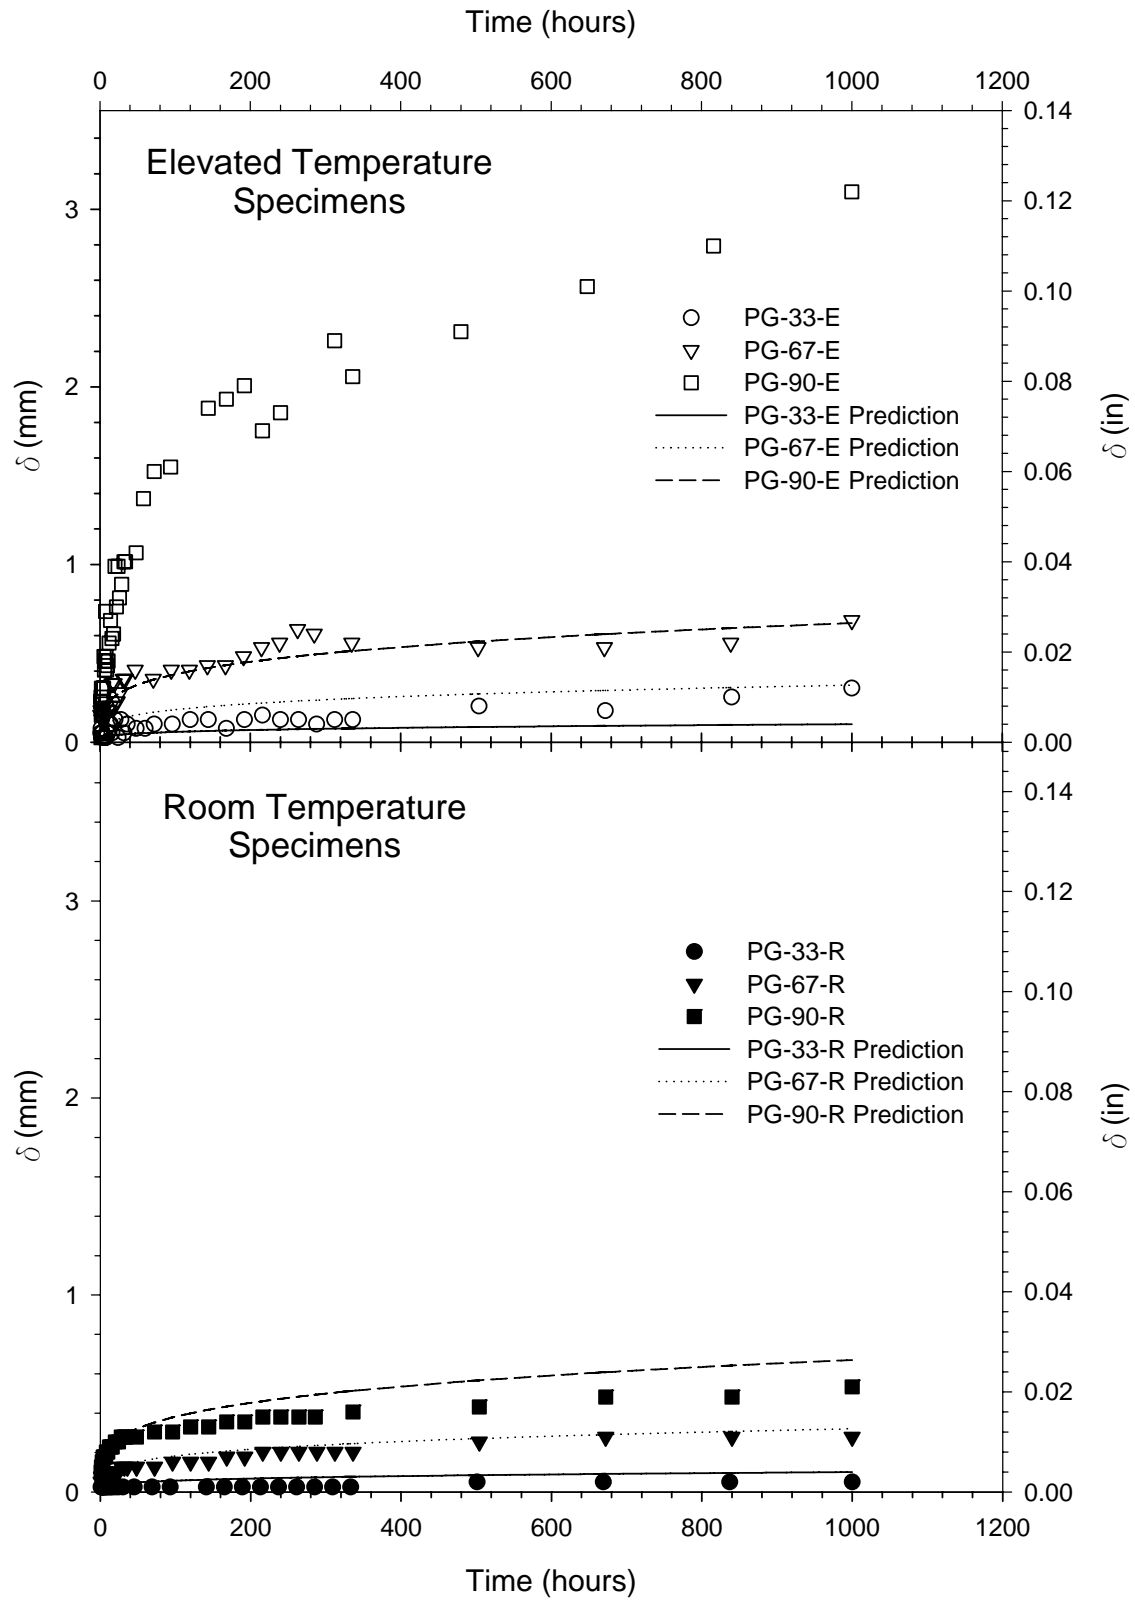 Time (hours)
0 200 400 600 800 1000 1200
Elevated Temperature
Specimens
3
2
1
0
δ (mm)
0.14
0.12
0.10
0.08
0.06
0.04
0.02
0.00
δ (in)
PG-33-E
PG-67-E
PG-90-E
PG-33-E Prediction
PG-67-E Prediction
PG-90-E Prediction
Room Temperature
Specimens
3
2
1
0
δ (mm)
0.14
0.12
0.10
0.08
0.06
0.04
0.02
0.00
δ (in)
PG-33-R
PG-67-R
PG-90-R
PG-33-R Prediction
PG-67-R Prediction
PG-90-R Prediction
0 200 400 600 800 1000 1200
Time (hours)